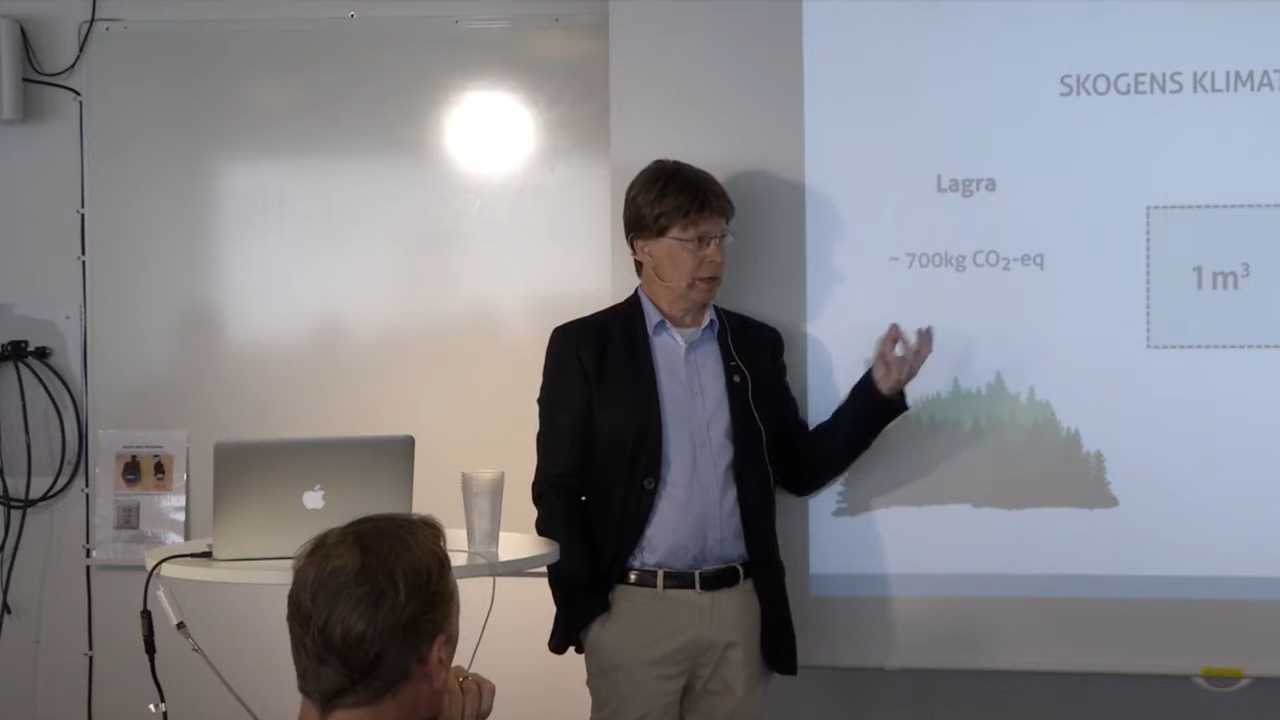 SKOGENS KLIMAT
Lagra
~ 700kg CO₂-eq
1 m³